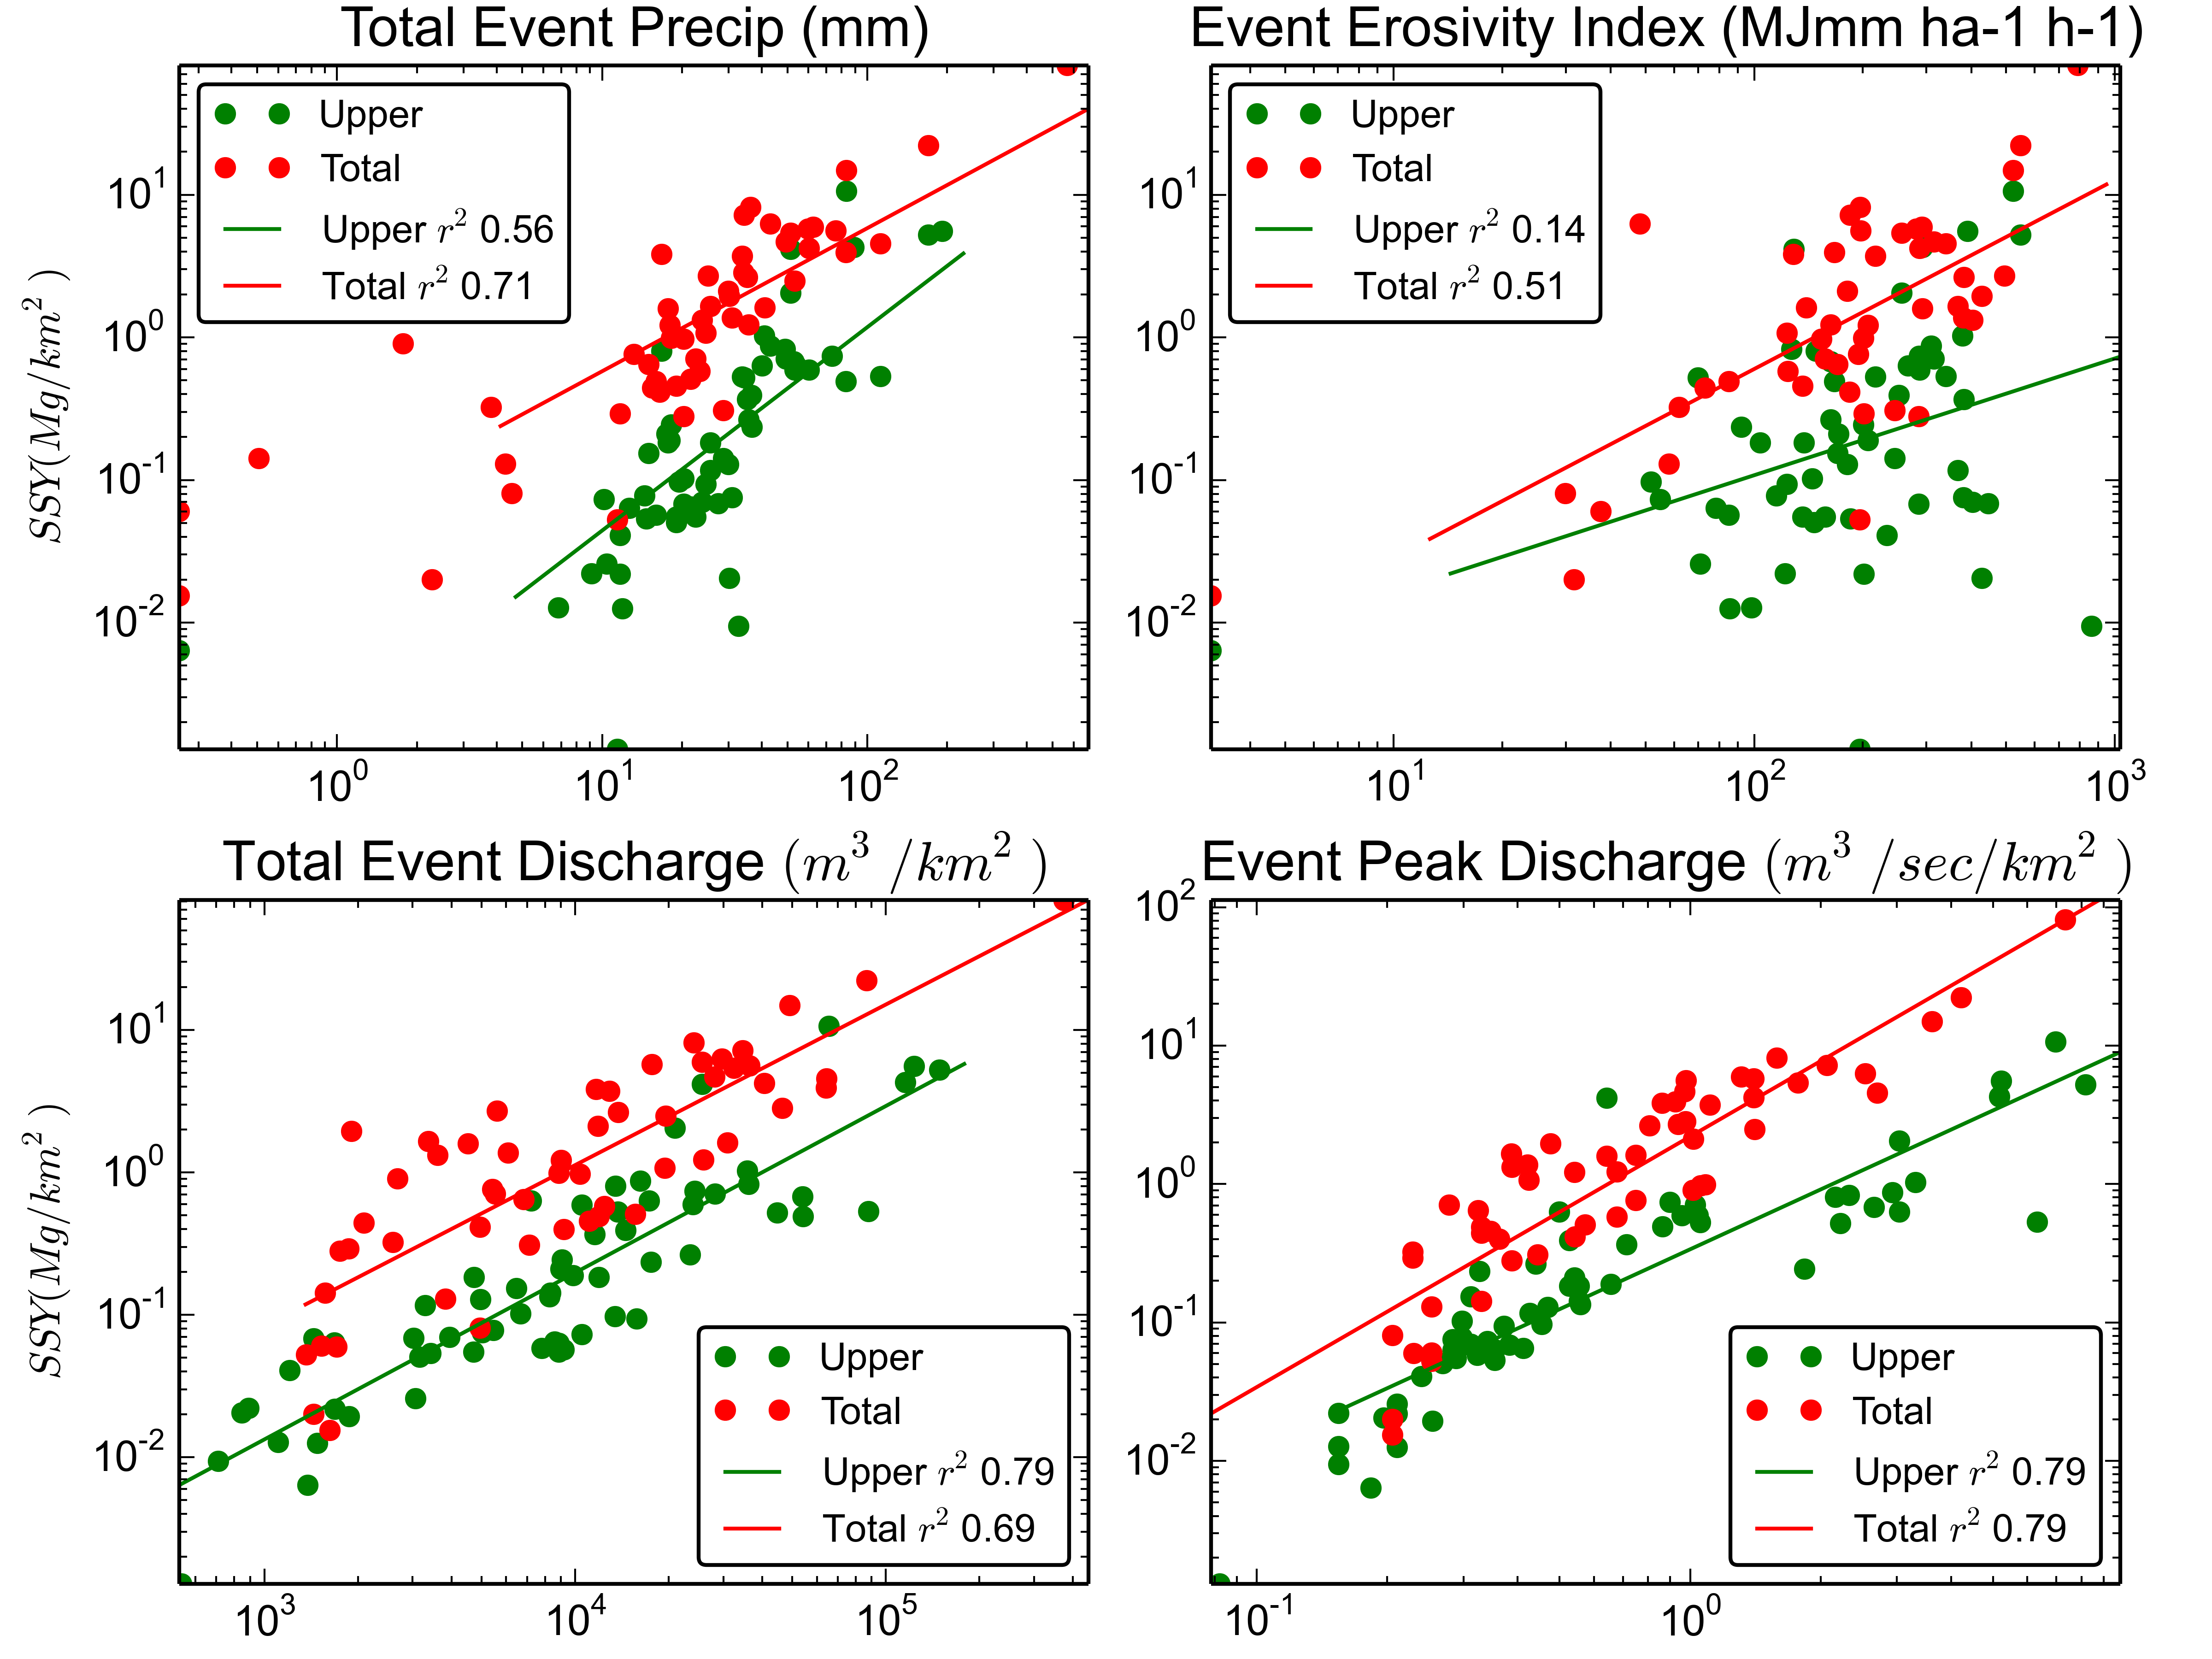 Total Event Precip (mm)
SSY(Mg/km²)
10¹
10⁰
10⁻¹
10⁻²
Upper
Total
Upper r² 0.56
Total r² 0.71
10⁰ 10¹ 10²
Event Erosivity Index (MJmm ha-1 h-1)
10¹
10⁰
10⁻¹
10⁻²
Upper
Total
Upper r² 0.14
Total r² 0.51
10¹ 10² 10³
Total Event Discharge (m³/km²)
SSY(Mg/km²)
10¹
10⁰
10⁻¹
10⁻²
Upper
Total
Upper r² 0.79
Total r² 0.69
10³ 10⁴ 10⁵
Event Peak Discharge (m³/sec/km²)
10²
10¹
10⁰
10⁻¹
10⁻²
Upper
Total
Upper r² 0.79
Total r² 0.79
10⁻¹ 10⁰